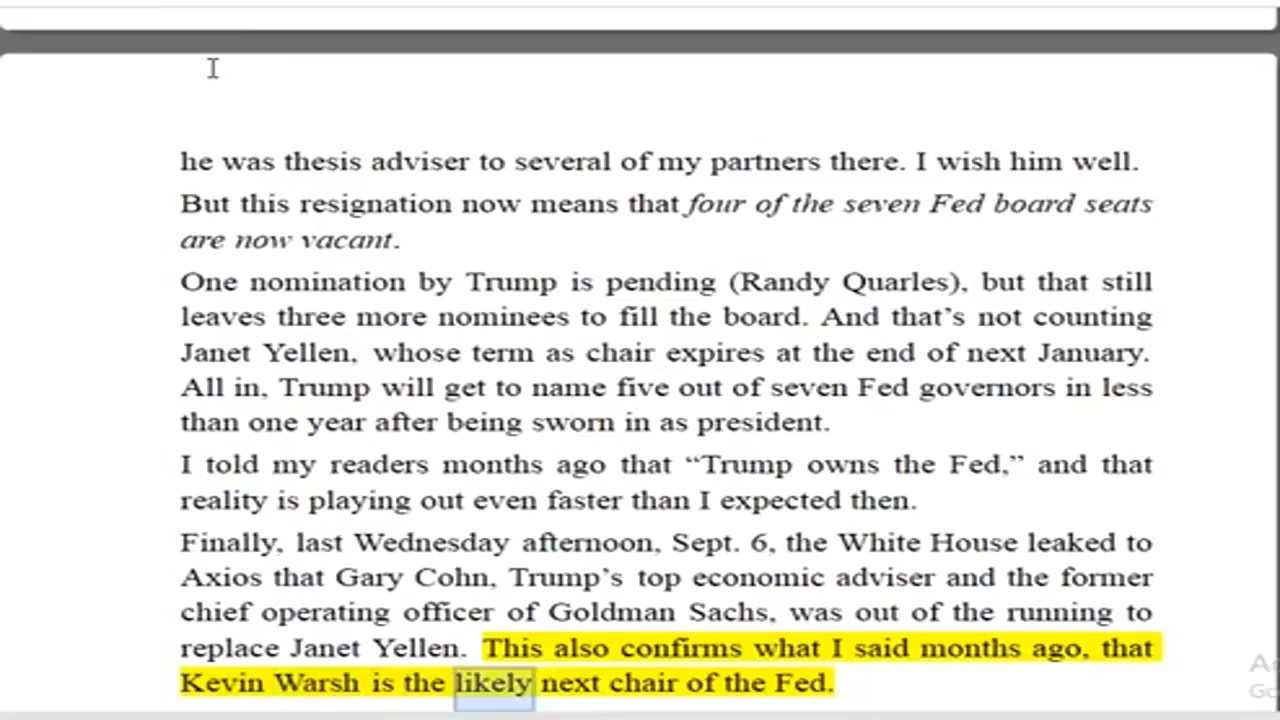 he was thesis adviser to several of my partners there. I wish him well.
But this resignation now means that four of the seven Fed board seats
are now vacant.
One nomination by Trump is pending (Randy Quarles), but that still
leaves three more nominees to fill the board. And that's not counting
Janet Yellen, whose term as chair expires at the end of next January.
All in, Trump will get to name five out of seven Fed governors in less
than one year after being sworn in as president.
I told my readers months ago that “Trump owns the Fed,” and that
reality is playing out even faster than I expected then.
Finally, last Wednesday afternoon, Sept. 6, the White House leaked to
Axios that Gary Cohn, Trump's top economic adviser and the former
chief operating officer of Goldman Sachs, was out of the running to
replace Janet Yellen. This also confirms what I said months ago, that
Kevin Warsh is the likely next chair of the Fed.